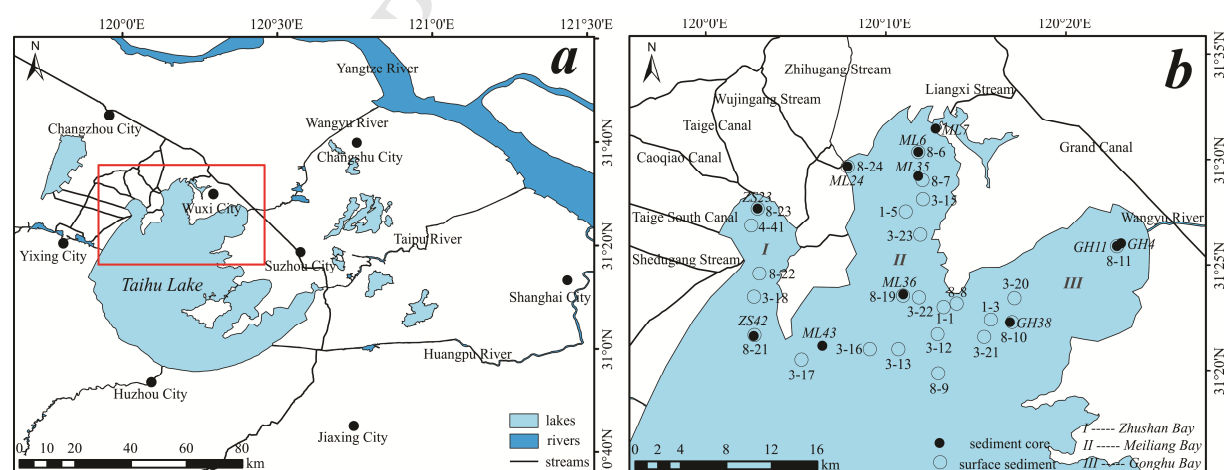 120°0'E 120°30'E 121°0'E 121°30'E
N
a
Yangtze River
Wangyu River
Changzhou City
Changshu City
Wuxi City
Yixing City
Taipu River
Suzhou City
Taihu Lake
Shanghai City
Huangpu River
Huzhou City
Jiaxing City
lakes
rivers
streams
0 10 20 40 60 80
km
31°40'N
31°20'N
31°0'N
0°40'N
120°0'E 120°10'E 120°20'E
N
b
Zhihugang Stream
Liangxi Stream
Wujingang Stream
Taige Canal
Caoqiao Canal
Grand Canal
Taige South Canal
Wangyu River
Shedugang Stream
ML7
ML6
8-6
ML35
8-24
ML24
8-7
3-15
1-5
ZS23
8-23
4-41
3-23
I
II
III
GH11 GH4
8-11
8-22
3-18
ML36
8-19
3-22
8-8
1-1
3-20
1-3
GH38
8-10
ZS42
8-21
ML43
3-16
3-13
3-12
3-21
3-17
8-9
I ----- Zhushan Bay
II ----- Meiliang Bay
III ----- Gonghu Bay
sediment core
surface sediment
0 2 4 8 12 16
km
31°35'N
31°30'N
31°25'N
31°20'N